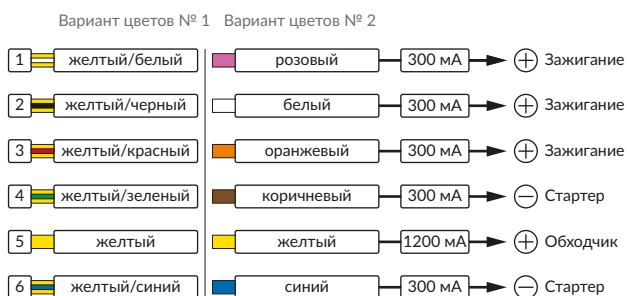 Вариант цветов № 1 Вариант цветов № 2
1 желтый/белый розовый 300 мА + Зажигание
2 желтый/черный белый 300 мА + Зажигание
3 желтый/красный оранжевый 300 мА + Зажигание
4 желтый/зеленый коричневый 300 мА − Стартер
5 желтый желтый 1200 мА + Обходчик
6 желтый/синий синий 300 мА − Стартер